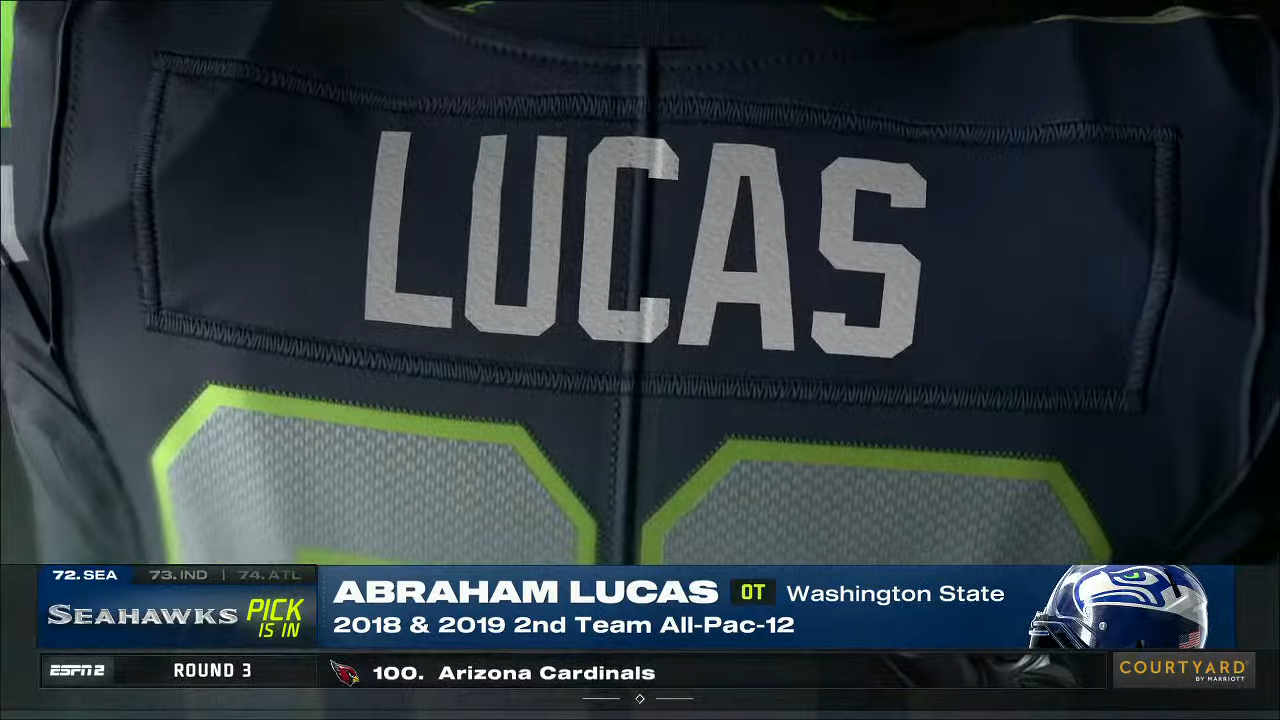 LUCAS
72. SEA 73. IND | 74. ATL
SEAHAWKS PICK IS IN
ABRAHAM LUCAS OT Washington State
2018 & 2019 2nd Team All-Pac-12
ESPN2 ROUND 3 100. Arizona Cardinals
COURTYARD
BY MARRIOTT